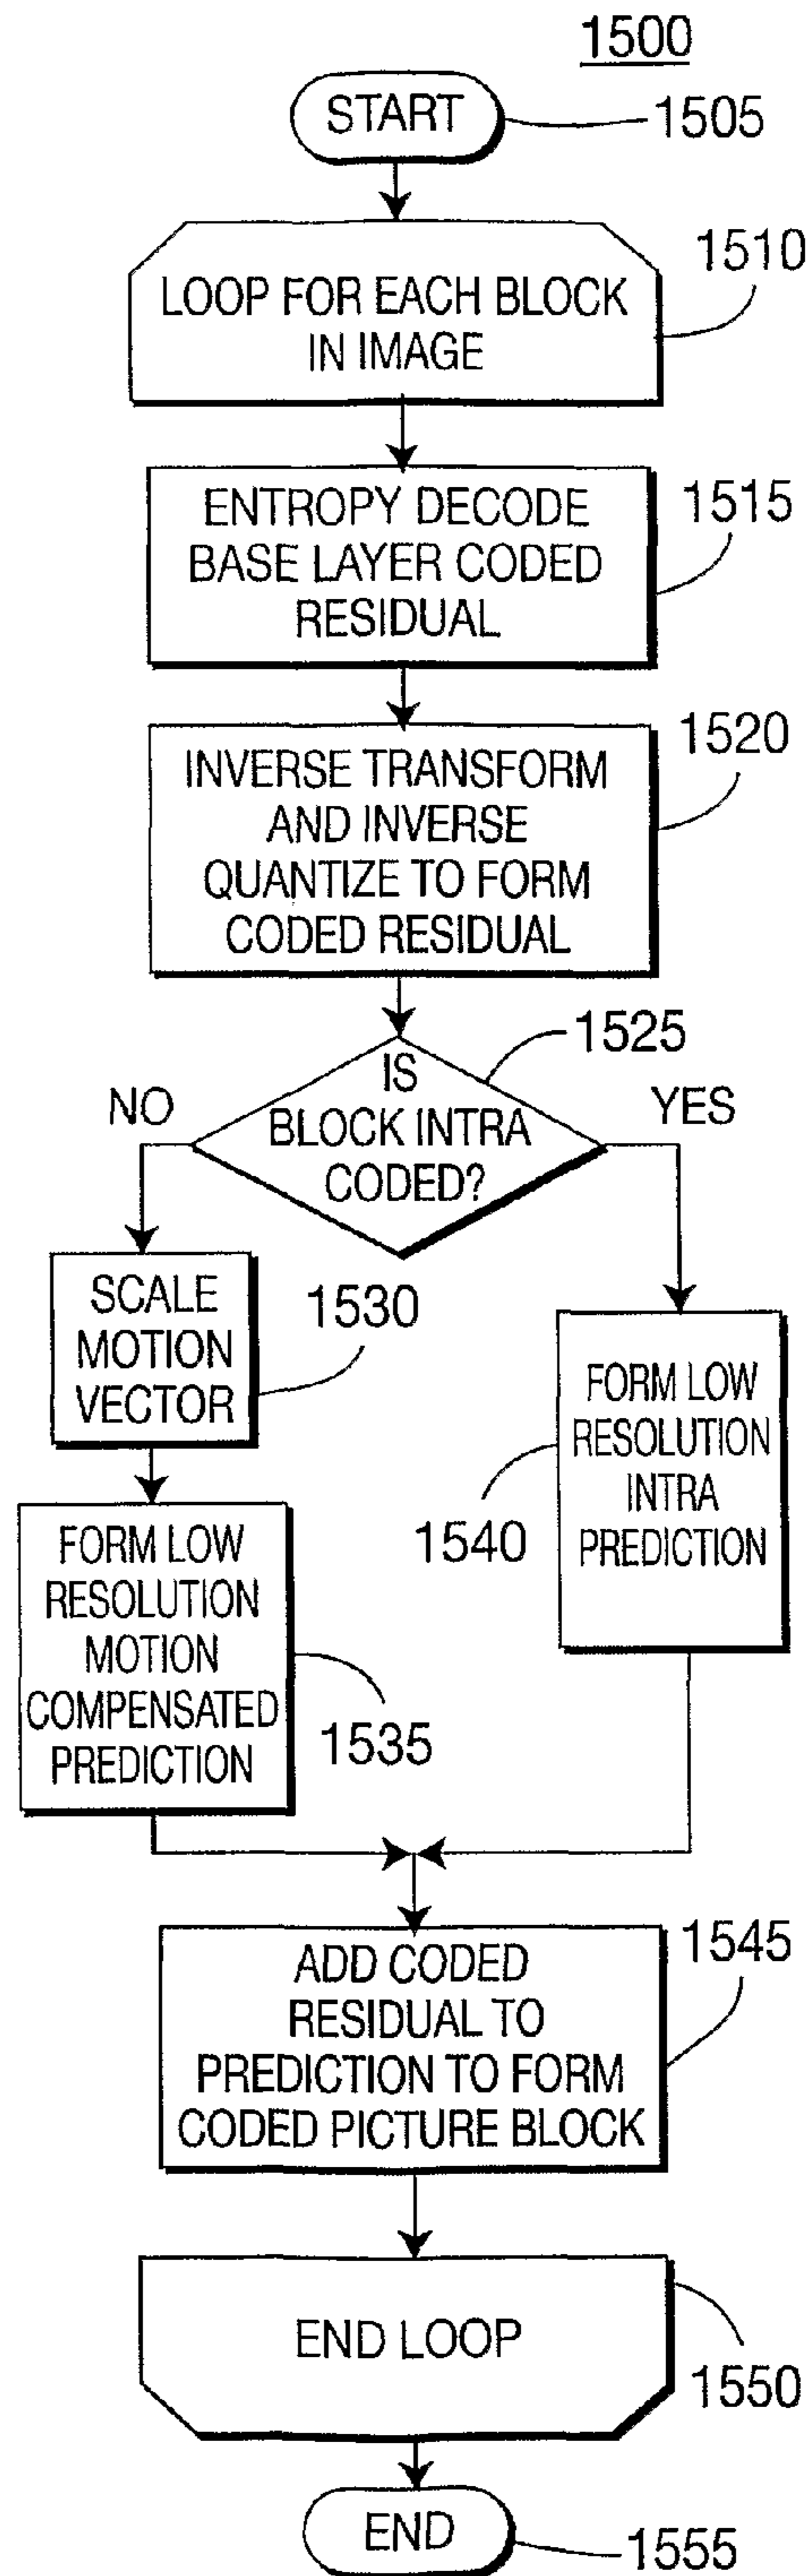 1500
START
1505
LOOP FOR EACH BLOCK
IN IMAGE
1510
ENTROPY DECODE
BASE LAYER CODED
RESIDUAL
1515
INVERSE TRANSFORM
AND INVERSE
QUANTIZE TO FORM
CODED RESIDUAL
1520
IS
BLOCK INTRA
CODED?
1525
NO
YES
SCALE
MOTION
VECTOR
1530
FORM LOW
RESOLUTION
MOTION
COMPENSATED
PREDICTION
1535
FORM LOW
RESOLUTION
INTRA
PREDICTION
1540
ADD CODED
RESIDUAL TO
PREDICTION TO FORM
CODED PICTURE BLOCK
1545
END LOOP
1550
END
1555